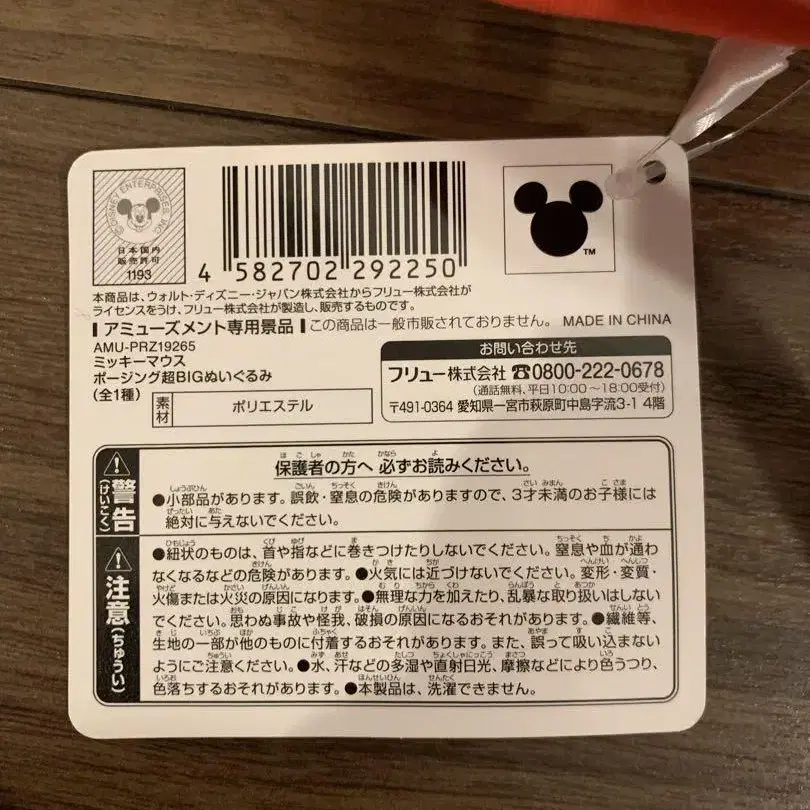 ©DISNEY ENTERPRISES, INC.
日本国内
販売許可
1193
4 582702 292250
TM
本商品は、ウォルト・ディズニー・ジャパン株式会社からフリュー株式会社が
ライセンスをうけ、フリュー株式会社が製造し、販売するものです。
アミューズメント専用景品 この商品は一般市販されておりません。 MADE IN CHINA
AMU-PRZ19265
ミッキーマウス
ポージング超BIGぬいぐるみ
(全1種)
素材 ポリエステル
お問い合わせ先
フリュー株式会社 ☎0800-222-0678
(通話無料、平日10:00～18:00受付)
〒491-0364 愛知県一宮市萩原町中島字流3-1 4階
警告(けいこく)
保護者の方へ 必ずお読みください。
●小部品があります。誤飲・窒息の危険がありますので、3才未満のお子様には
絶対に与えないでください。
注意(ちゅうい)
●紐状のものは、首や指などに巻きつけたりしないでください。窒息や血が通わ
なくなるなどの危険があります。●火気には近づけないでください。変形・変質・
火傷または火災の原因になります。●無理な力を加えたり、乱暴な取り扱いはしない
でください。思わぬ事故や怪我、破損の原因になるおそれがあります。●繊維等、
生地の一部が他のものに付着するおそれがあります。また、誤って吸い込まない
ようにご注意ください。●水、汗などの多湿や直射日光、摩擦などにより色うつり、
色落ちするおそれがあります。●本製品は、洗濯できません。